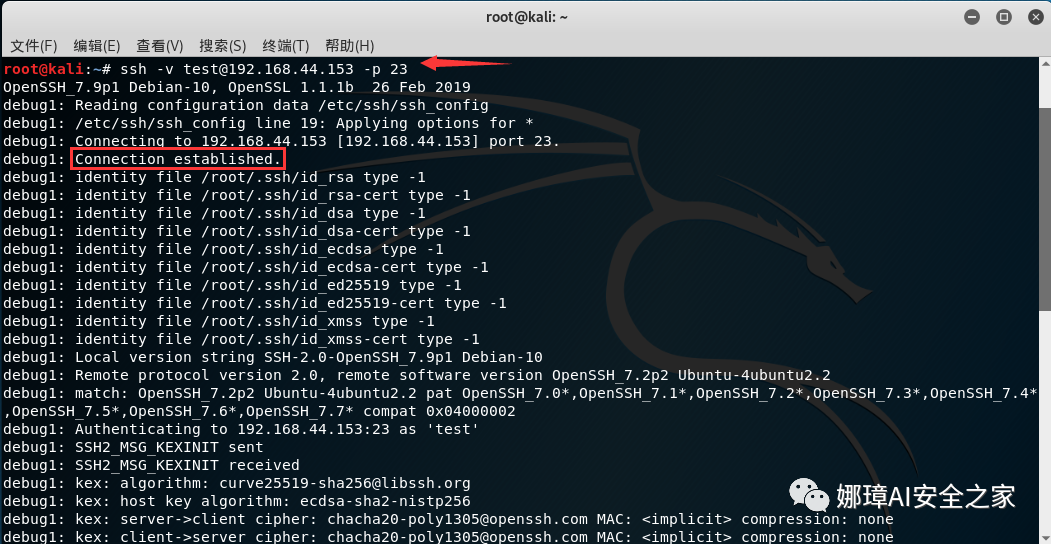 root@kali: ~
文件(F) 编辑(E) 查看(V) 搜索(S) 终端(T) 帮助(H)
root@kali:~# ssh -v test@192.168.44.153 -p 23
OpenSSH_7.9p1 Debian-10, OpenSSL 1.1.1b  26 Feb 2019
debug1: Reading configuration data /etc/ssh/ssh_config
debug1: /etc/ssh/ssh_config line 19: Applying options for *
debug1: Connecting to 192.168.44.153 [192.168.44.153] port 23.
debug1: Connection established.
debug1: identity file /root/.ssh/id_rsa type -1
debug1: identity file /root/.ssh/id_rsa-cert type -1
debug1: identity file /root/.ssh/id_dsa type -1
debug1: identity file /root/.ssh/id_dsa-cert type -1
debug1: identity file /root/.ssh/id_ecdsa type -1
debug1: identity file /root/.ssh/id_ecdsa-cert type -1
debug1: identity file /root/.ssh/id_ed25519 type -1
debug1: identity file /root/.ssh/id_ed25519-cert type -1
debug1: identity file /root/.ssh/id_xmss type -1
debug1: identity file /root/.ssh/id_xmss-cert type -1
debug1: Local version string SSH-2.0-OpenSSH_7.9p1 Debian-10
debug1: Remote protocol version 2.0, remote software version OpenSSH_7.2p2 Ubuntu-4ubuntu2.2
debug1: match: OpenSSH_7.2p2 Ubuntu-4ubuntu2.2 pat OpenSSH_7.0*,OpenSSH_7.1*,OpenSSH_7.2*,OpenSSH_7.3*,OpenSSH_7.4*
,OpenSSH_7.5*,OpenSSH_7.6*,OpenSSH_7.7* compat 0x04000002
debug1: Authenticating to 192.168.44.153:23 as 'test'
debug1: SSH2_MSG_KEXINIT sent
debug1: SSH2_MSG_KEXINIT received
debug1: kex: algorithm: curve25519-sha256@libssh.org
debug1: kex: host key algorithm: ecdsa-sha2-nistp256
debug1: kex: server->client cipher: chacha20-poly1305@openssh.com MAC: <implicit> compression: none
debug1: kex: client->server cipher: chacha20-poly1305@openssh.com MAC: <implicit> compression: none
娜璋AI安全之家